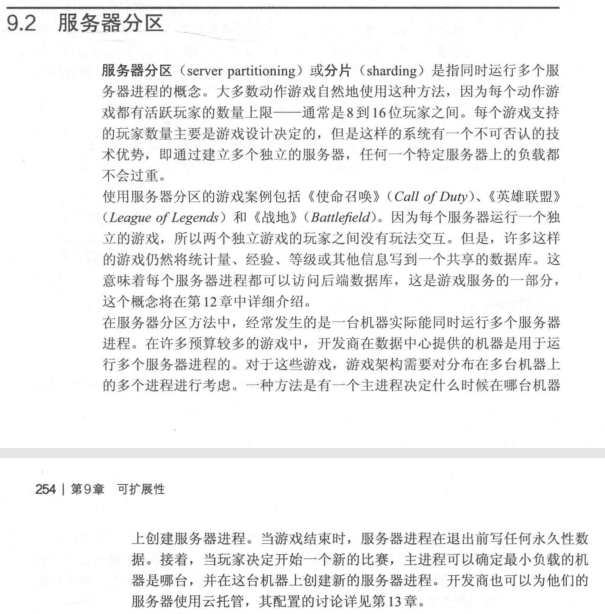 9.2 服务器分区
服务器分区（server partitioning）或分片（sharding）是指同时运行多个服
务器进程的概念。大多数动作游戏自然地使用这种方法，因为每个动作游
戏都有活跃玩家的数量上限——通常是8到16位玩家之间。每个游戏支持
的玩家数量主要是游戏设计决定的，但是这样的系统有一个不可否认的技
术优势，即通过建立多个独立的服务器，任何一个特定服务器上的负载都
不会过重。
使用服务器分区的游戏案例包括《使命召唤》（Call of Duty）、《英雄联盟》
（League of Legends）和《战地》（Battlefield）。因为每个服务器运行一个独
立的游戏，所以两个独立游戏的玩家之间没有玩法交互。但是，许多这样
的游戏仍然将统计量、经验、等级或其他信息写到一个共享的数据库。这
意味着每个服务器进程都可以访问后端数据库，这是游戏服务的一部分，
这个概念将在第12章中详细介绍。
在服务器分区方法中，经常发生的是一台机器实际能同时运行多个服务器
进程。在许多预算较多的游戏中，开发商在数据中心提供的机器是用于运
行多个服务器进程的。对于这些游戏，游戏架构需要对分布在多台机器上
的多个进程进行考虑。一种方法是有一个主进程决定什么时候在哪台机器
254 | 第9章 可扩展性
上创建服务器进程。当游戏结束时，服务器进程在退出前写任何永久性数
据。接着，当玩家决定开始一个新的比赛，主进程可以确定最小负载的机
器是哪台，并在这台机器上创建新的服务器进程。开发商也可以为他们的
服务器使用云托管，其配置的讨论详见第13章。